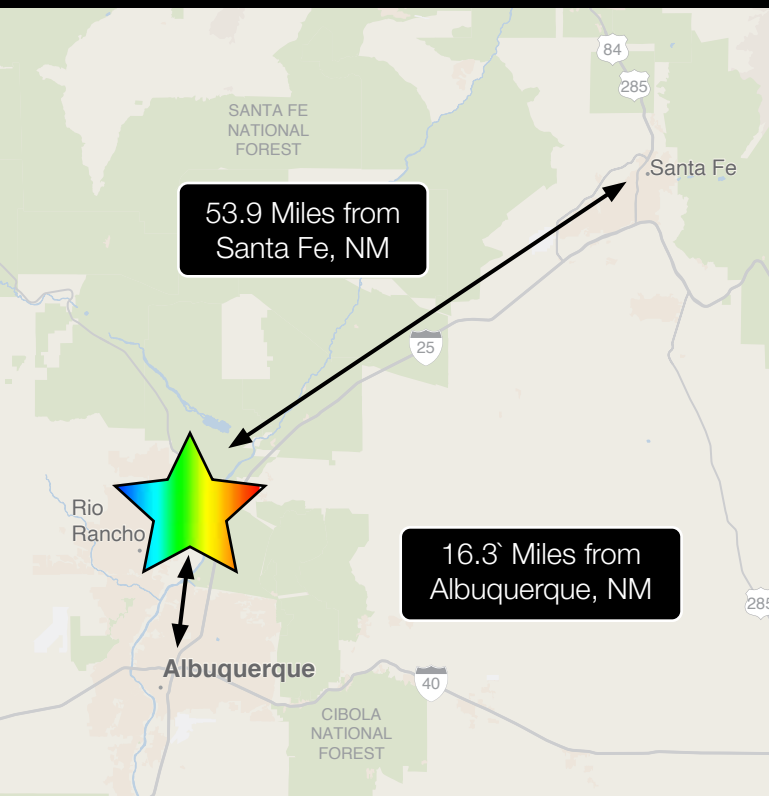 84
285
SANTA FE
NATIONAL
FOREST
Santa Fe
53.9 Miles from
Santa Fe, NM
25
Rio
Rancho
16.3` Miles from
Albuquerque, NM
285
Albuquerque
40
CIBOLA
NATIONAL
FOREST